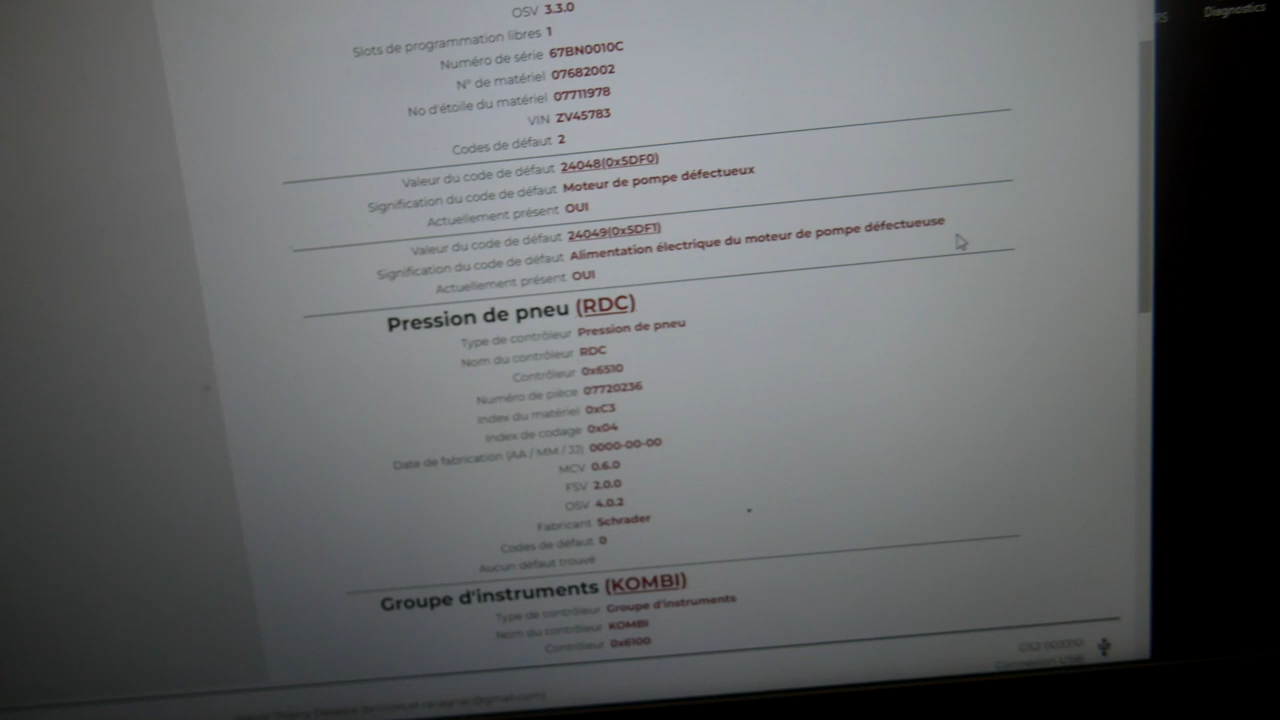 Diagnostics
OSV 3.3.0
Slots de programmation libres 1
Numéro de série 67BN0010C
N° de matériel 07682002
No d'étoile du matériel 07711978
VIN ZV45783
Codes de défaut 2
Valeur du code de défaut 24048(0x5DF0)
Signification du code de défaut Moteur de pompe défectueux
Actuellement présent OUI
Valeur du code de défaut 24049(0x5DF1)
Signification du code de défaut Alimentation électrique du moteur de pompe défectueuse
Actuellement présent OUI
Pression de pneu (RDC)
Type de contrôleur Pression de pneu
Nom du contrôleur RDC
Contrôleur 0x6510
Numéro de pièce 07720236
Index du matériel 0xC3
Index de codage 0x04
Date de fabrication (AA / MM / JJ) 0000-00-00
MCV 0.6.0
FSV 2.0.0
OSV 4.0.2
Fabricant Schrader
Codes de défaut 0
Aucun défaut trouvé
Groupe d'instruments (KOMBI)
Type de contrôleur Groupe d'instruments
Nom du contrôleur KOMBI
Contrôleur 0x6100